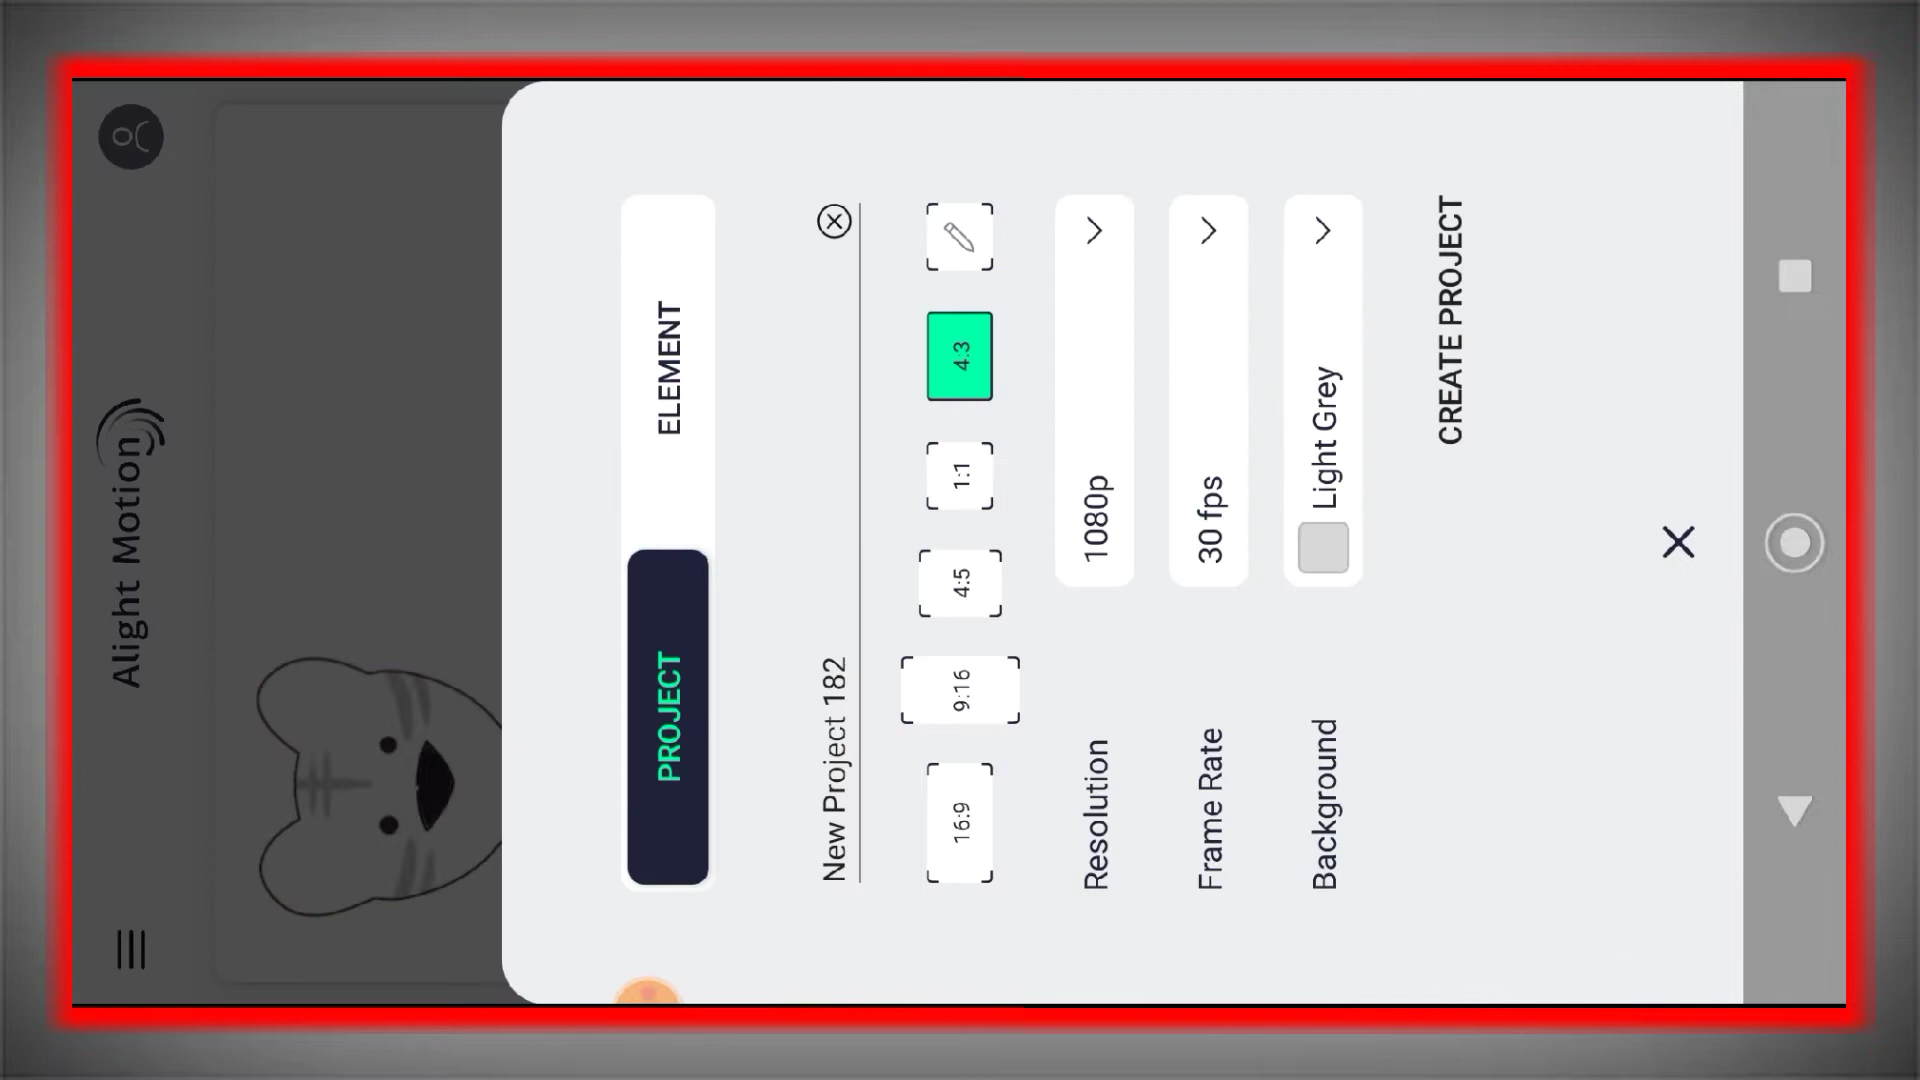 Alight Motion
PROJECT
ELEMENT
New Project 182
16:9
9:16
4:5
1:1
4:3
Resolution
1080p
Frame Rate
30 fps
Background
Light Grey
CREATE PROJECT